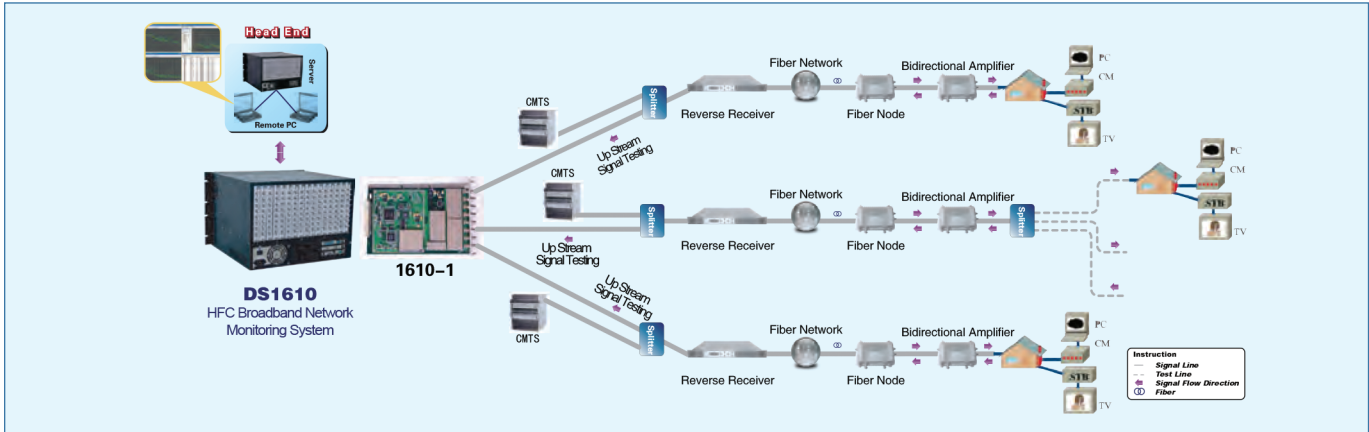 Head End
Server
Remote PC
DS1610
HFC Broadband Network
Monitoring System
1610-1
CMTS
Splitter
Up Stream
Signal Testing
Reverse Receiver
Fiber Network
Fiber Node
Bidirectional Amplifier
PC
CM
STB
TV
CMTS
Splitter
Up Stream
Signal Testing
Reverse Receiver
Fiber Network
Fiber Node
Bidirectional Amplifier
Splitter
PC
CM
STB
TV
CMTS
Splitter
Up Stream
Signal Testing
Reverse Receiver
Fiber Network
Fiber Node
Bidirectional Amplifier
PC
CM
STB
TV
Instruction
Signal Line
Test Line
Signal Flow Direction
Fiber